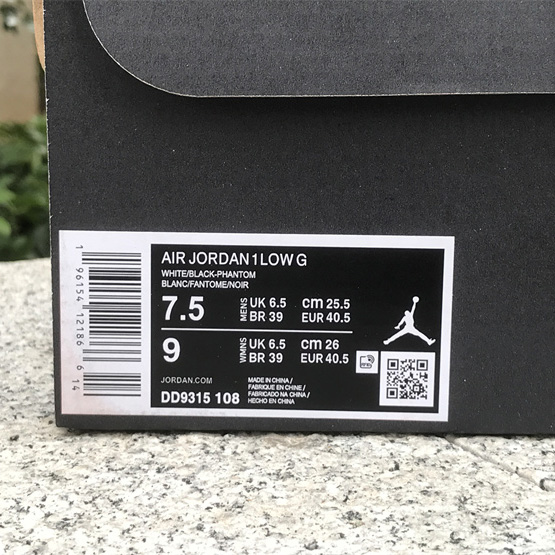 AIR JORDAN 1 LOW G
WHITE/BLACK-PHANTOM
BLANC/FANTOME/NOIR
7.5 MENS UK 6.5 cm 25.5
BR 39 EUR 40.5
9 WMNS UK 6.5 cm 26
BR 39 EUR 40.5
JORDAN.COM
DD9315 108
MADE IN CHINA /
FABRIQUE EN CHINE /
FABRICADO NA CHINA /
HECHO EN CHINA
1 96154 12186 6 14